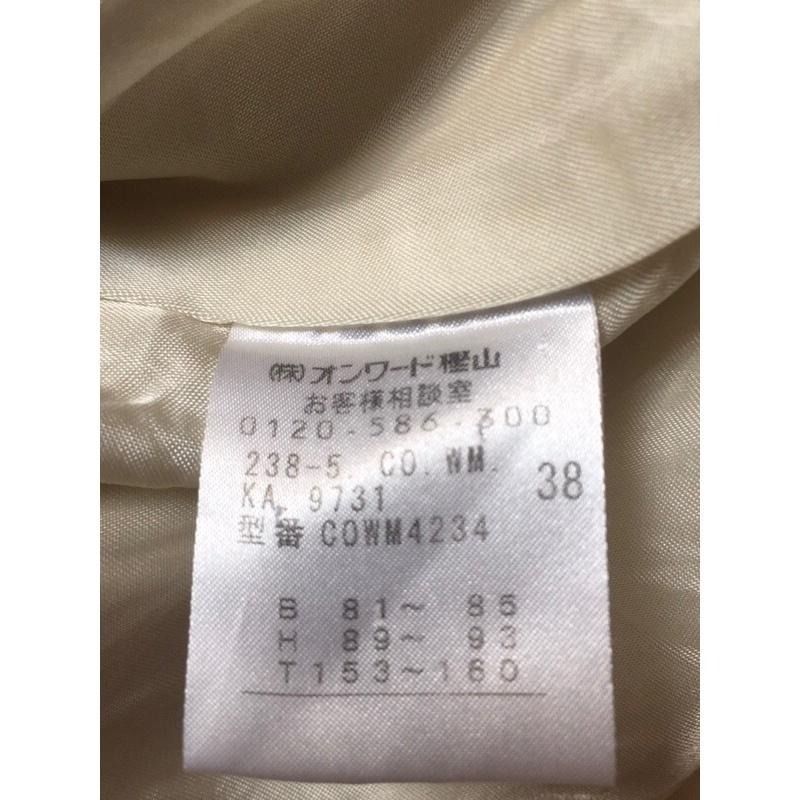 (株)オンワード樫山
お客様相談室
0120-586-300
238-5. CO.WM.
KA. 9731
38
型番 COWM4234
B 81～ 85
H 89～ 93
T 153～160